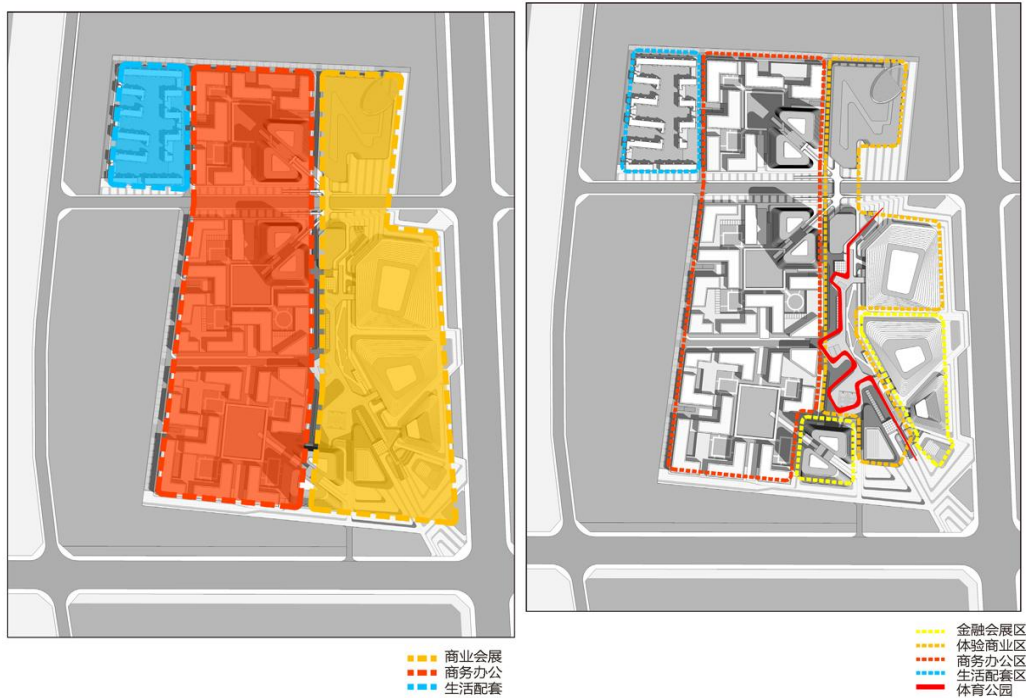 商业会展
商务办公
生活配套
金融会展区
体验商业区
商务办公区
生活配套区
体育公园